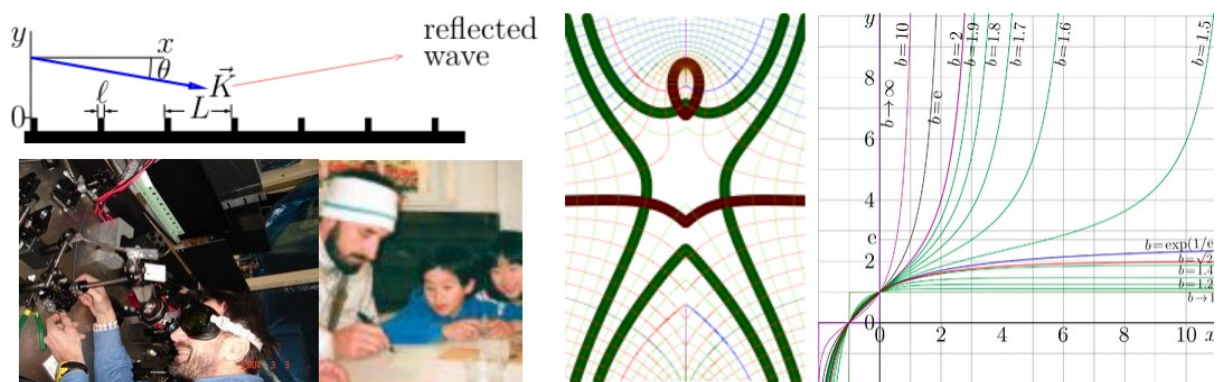 y
x
θ
K
reflected
wave
ℓ
L
0
y
8
6
4
e
2
0
0
2
4
6
8
10
x
b=10
b→∞
b=e
b=2
b=1.9
b=1.8
b=1.7
b=1.6
b=1.5
b=exp(1/e
b=√2
b=1.4
b=1.2
b→1